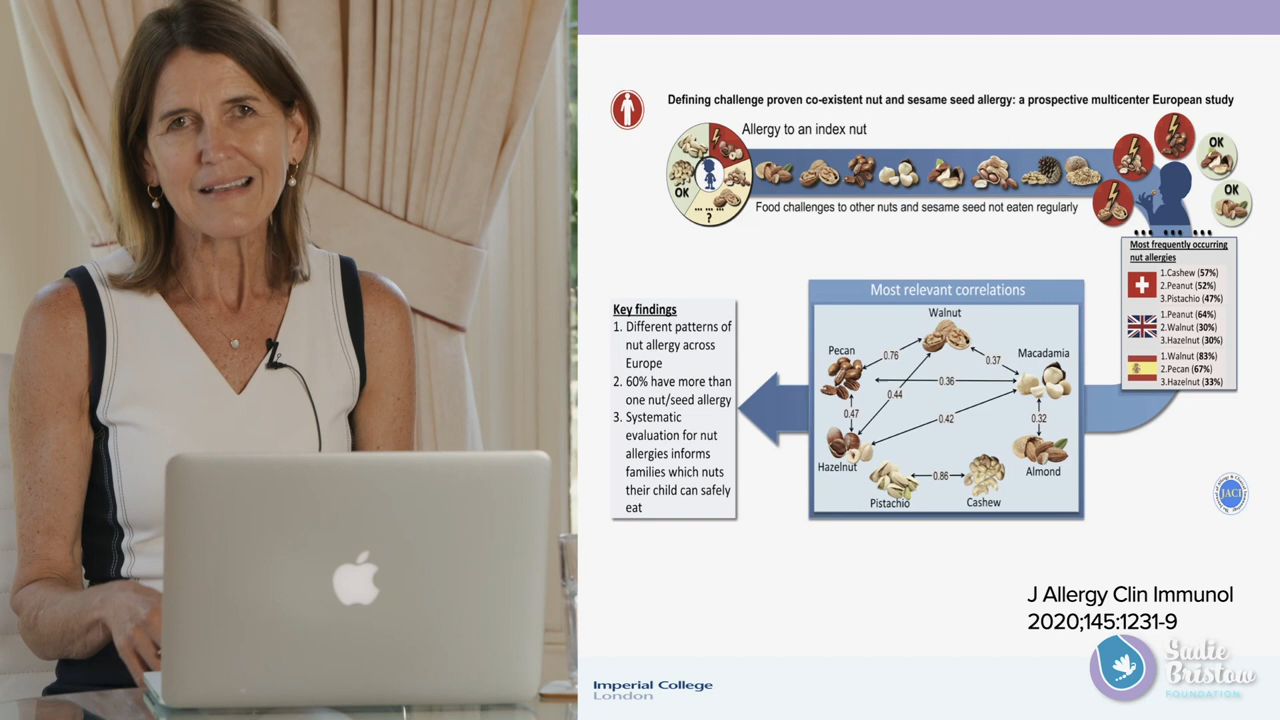 Defining challenge proven co-existent nut and sesame seed allergy: a prospective multicenter European study
Allergy to an index nut
OK
... ... ?
Food challenges to other nuts and sesame seed not eaten regularly
OK
OK
... ... ...
Most frequently occurring
nut allergies
1.Cashew (57%)
2.Peanut (52%)
3.Pistachio (47%)
1.Peanut (64%)
2.Walnut (30%)
3.Hazelnut (30%)
1.Walnut (83%)
2.Pecan (67%)
3.Hazelnut (33%)
Most relevant correlations
Walnut
Pecan
Macadamia
0.76
0.37
0.36
0.44
0.47
0.42
0.32
Hazelnut
Almond
0.86
Pistachio
Cashew
Key findings
1. Different patterns of
nut allergy across
Europe
2. 60% have more than
one nut/seed allergy
3. Systematic
evaluation for nut
allergies informs
families which nuts
their child can safely
eat
JACI
J Allergy Clin Immunol
2020;145:1231-9
Imperial College
London
Sadie
Bristow
FOUNDATION